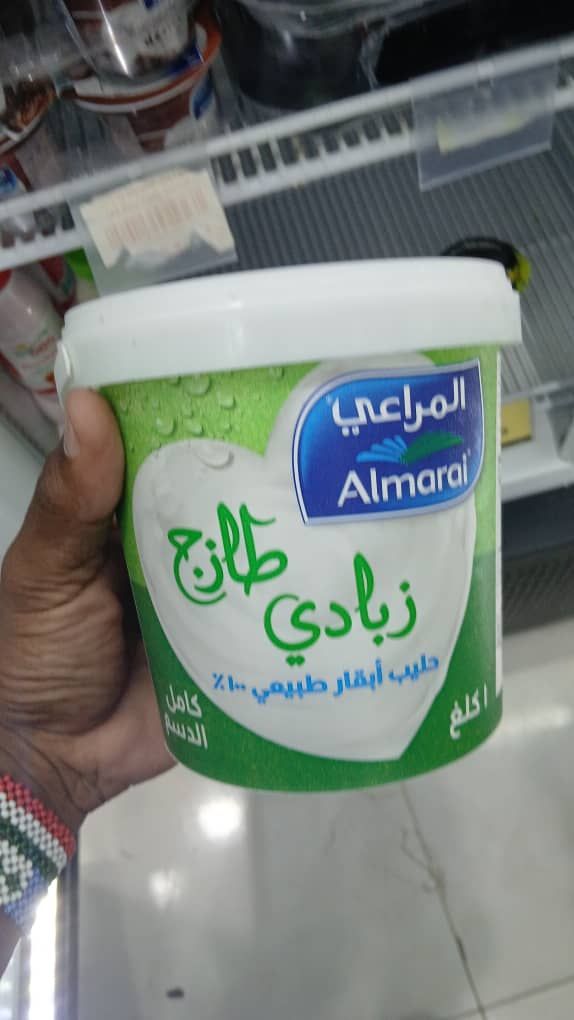 المراعي
Almarai
زبادي
طازج
حليب أبقار طبيعي ١٠٠٪
كامل
الدسم
١ كلغ